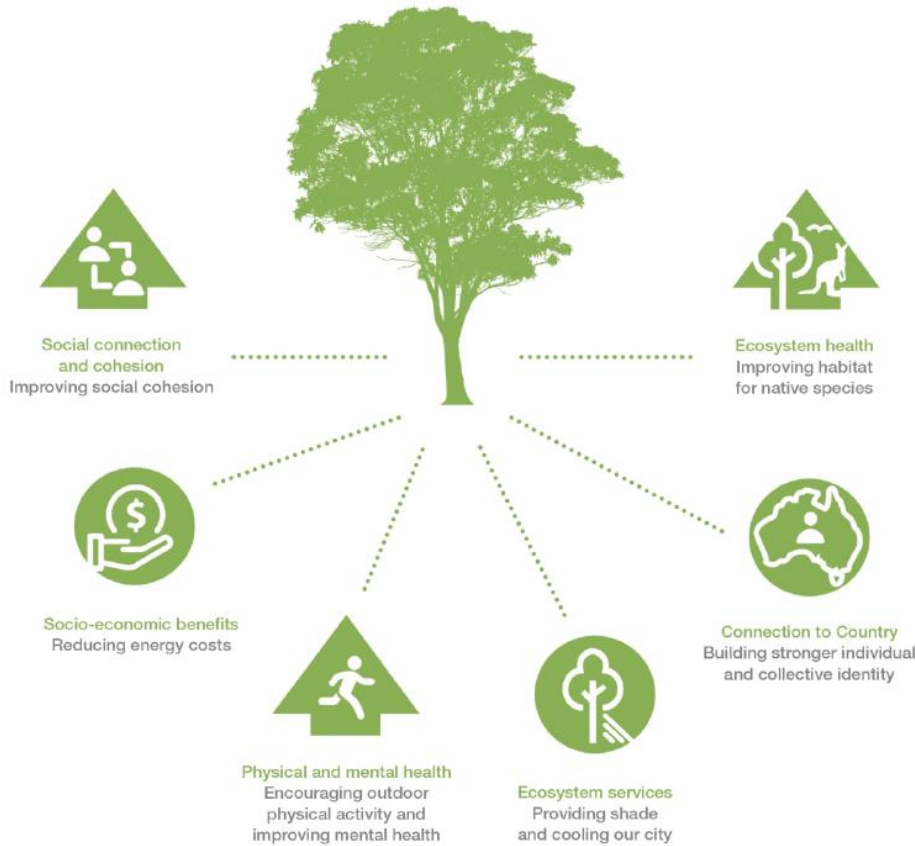 Social connection
and cohesion
Improving social cohesion
Ecosystem health
Improving habitat
for native species
$
Socio-economic benefits
Reducing energy costs
Connection to Country
Building stronger individual
and collective identity
Physical and mental health
Encouraging outdoor
physical activity and
improving mental health
Ecosystem services
Providing shade
and cooling our city